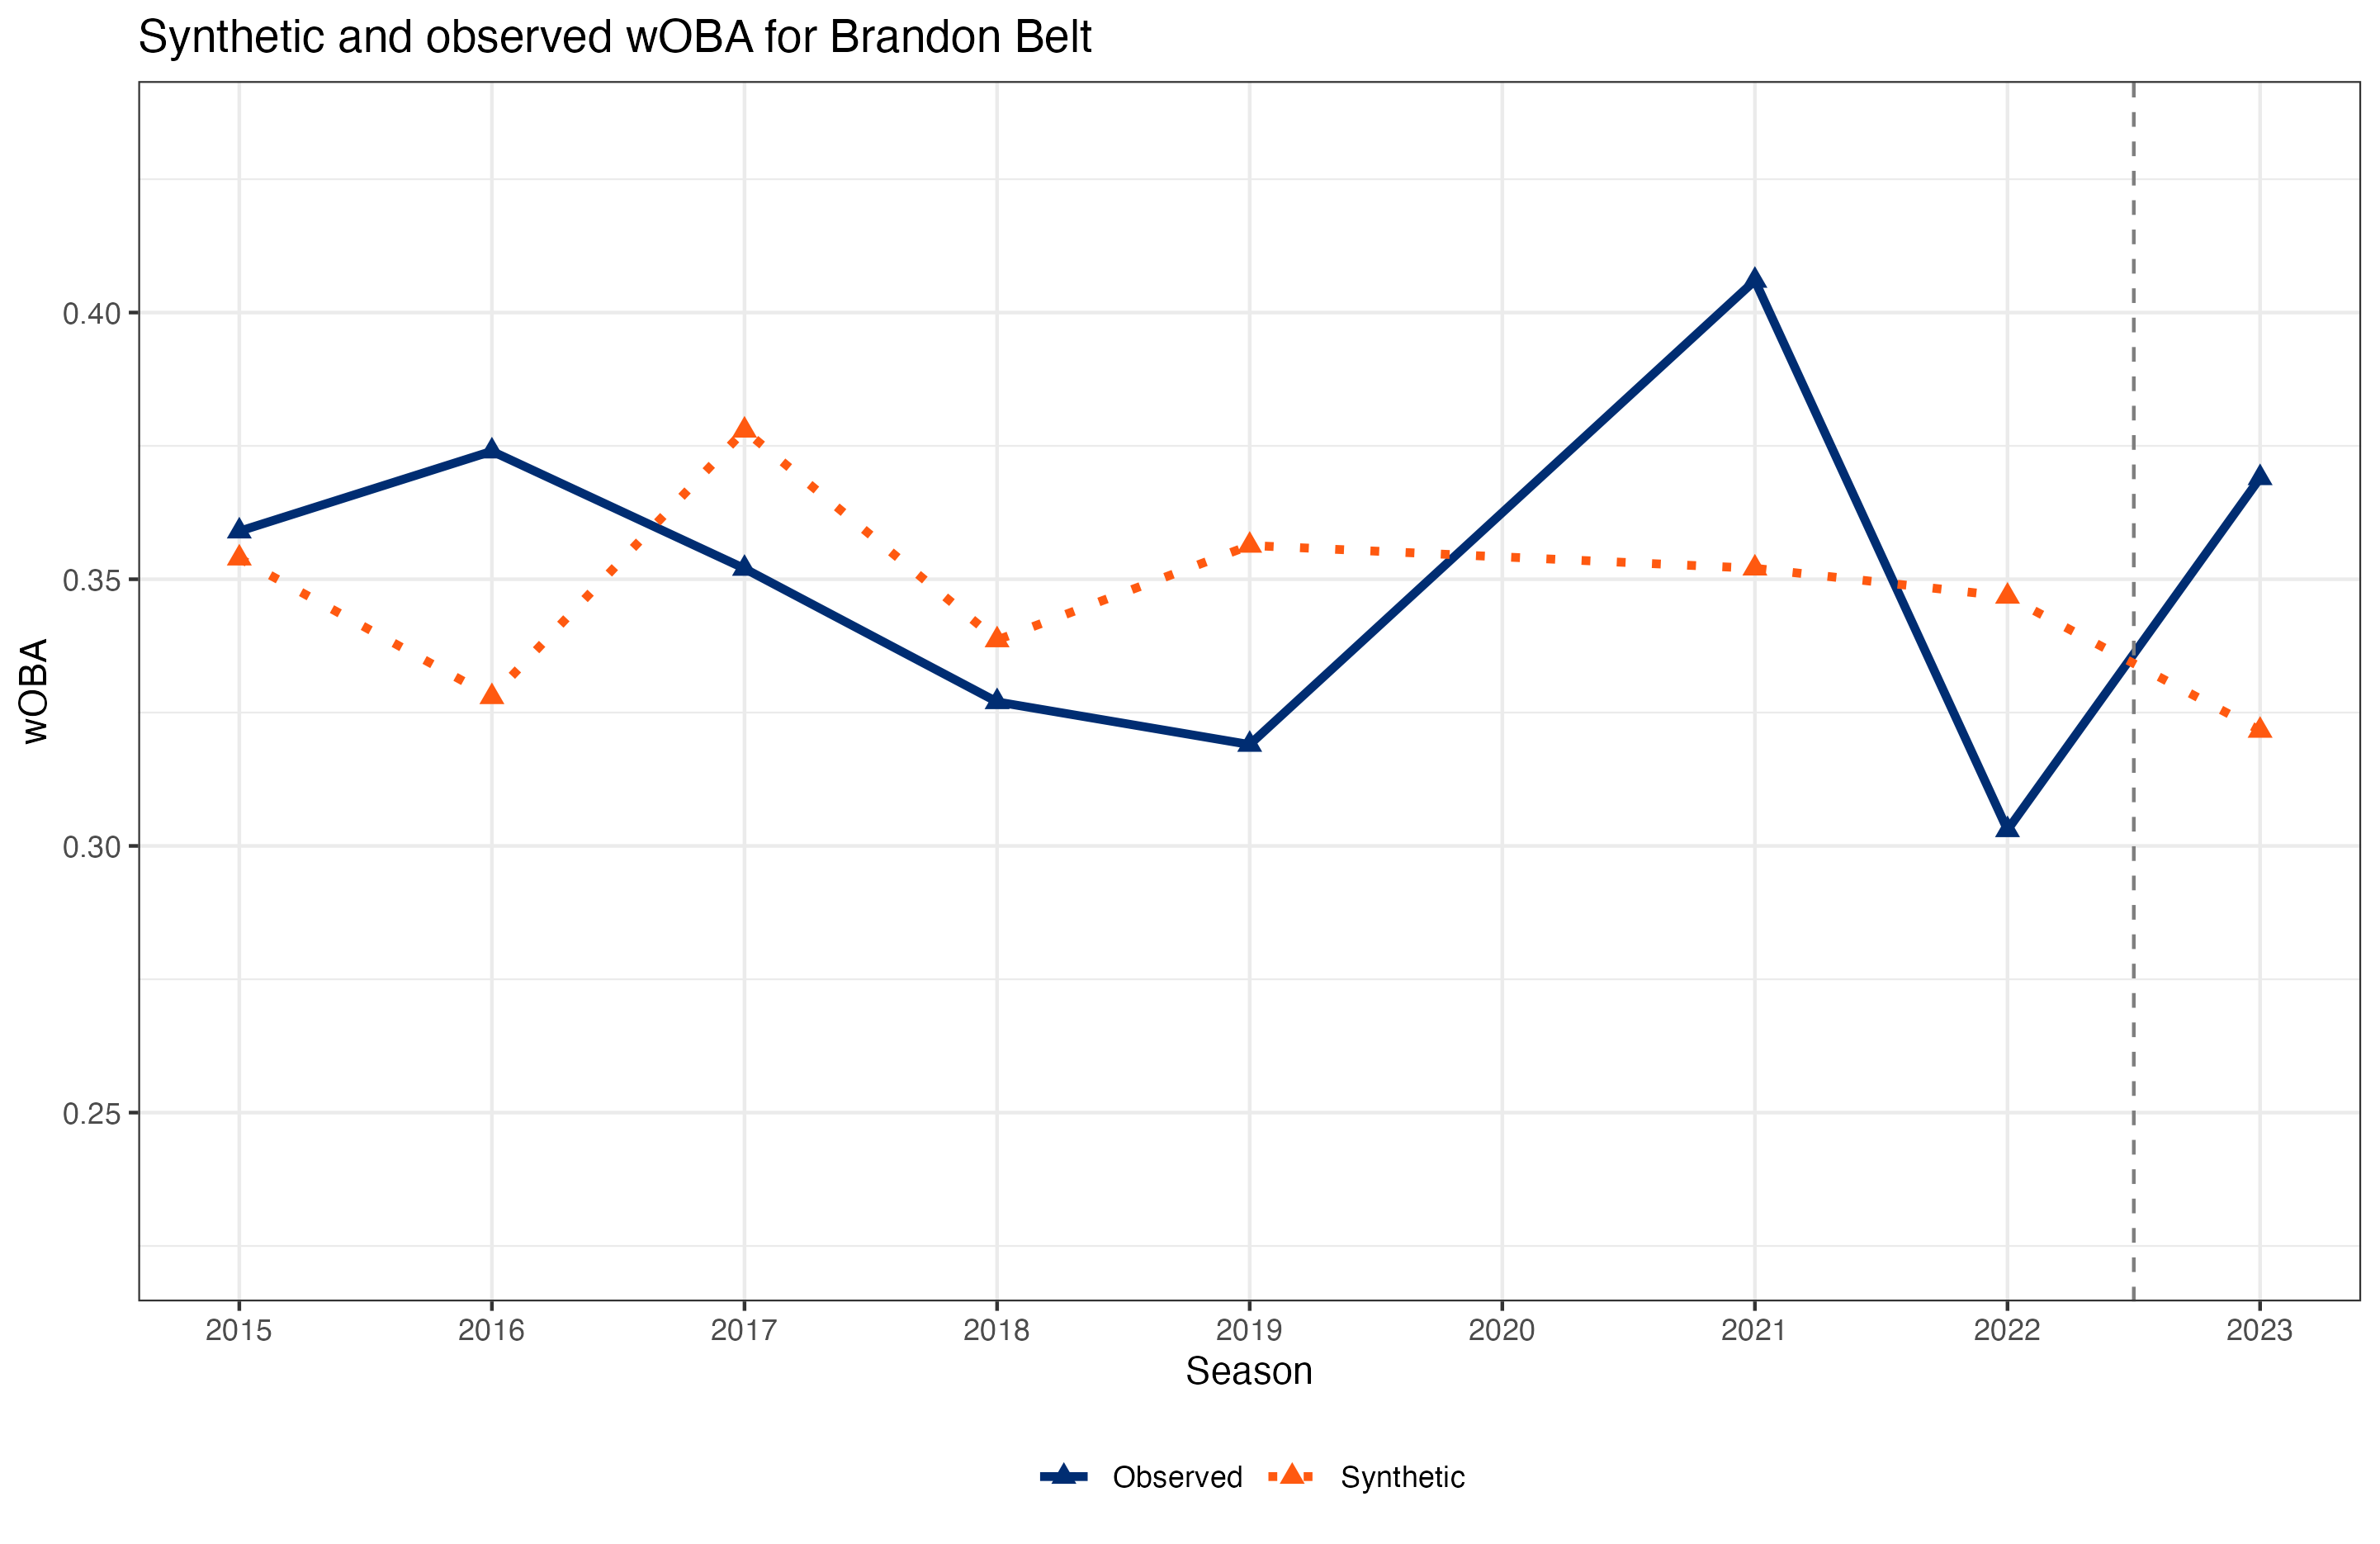 Synthetic and observed wOBA for Brandon Belt
wOBA
0.40
0.35
0.30
0.25
2015 2016 2017 2018 2019 2020 2021 2022 2023
Season
Observed Synthetic